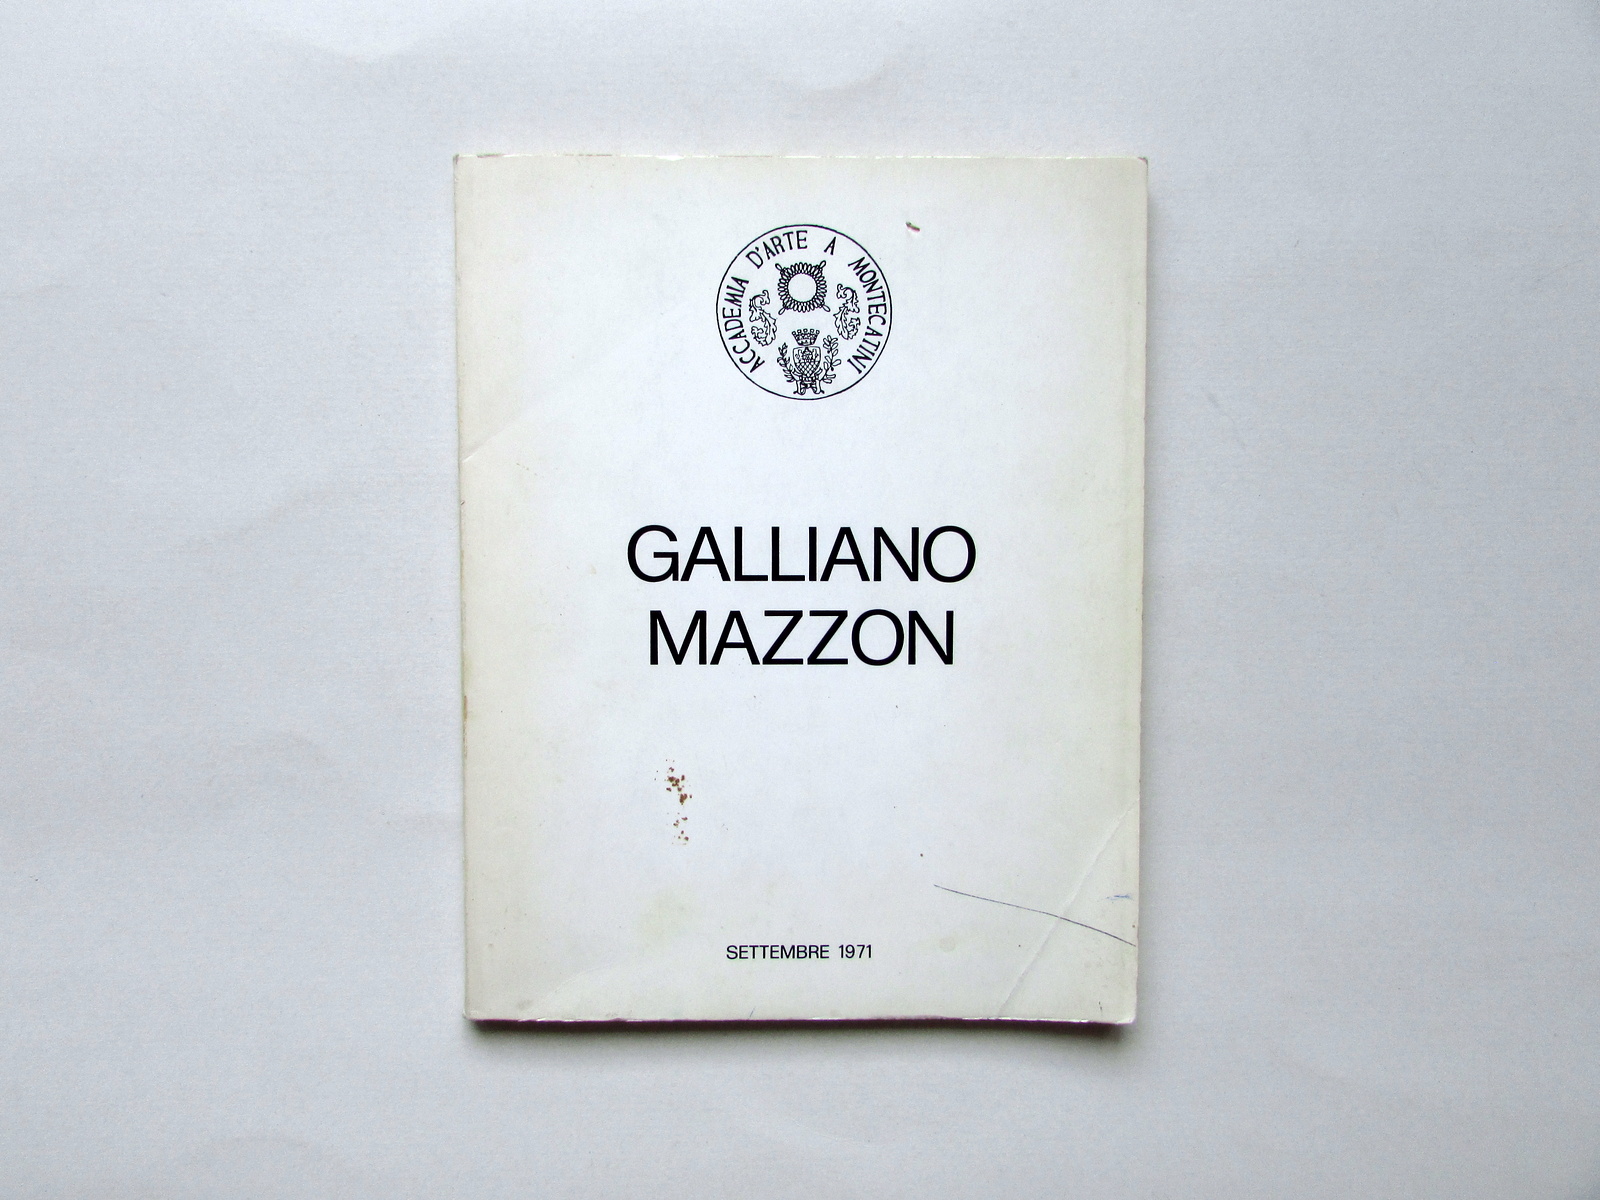 ACCADEMIA D'ARTE A MONTECATINI
GALLIANO
MAZZON
SETTEMBRE 1971